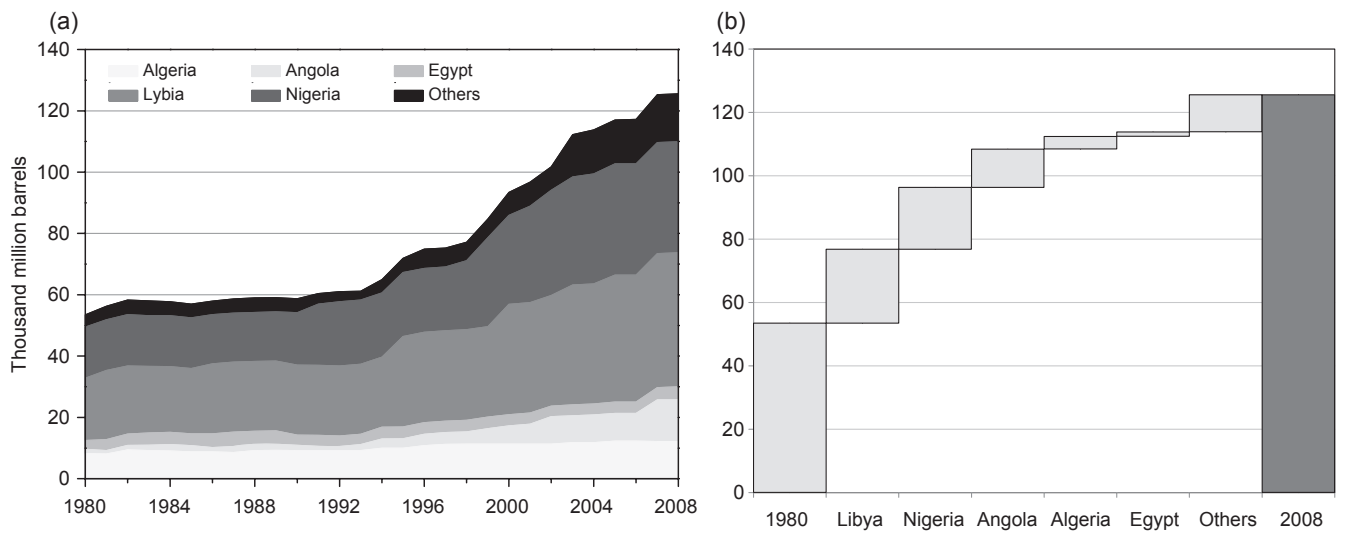 (a)
140
120
100
80
60
40
20
0
Thousand million barrels
Algeria Angola Egypt
Lybia Nigeria Others
1980 1984 1988 1992 1996 2000 2004 2008
(b)
140
120
100
80
60
40
20
0
1980 Libya Nigeria Angola Algeria Egypt Others 2008